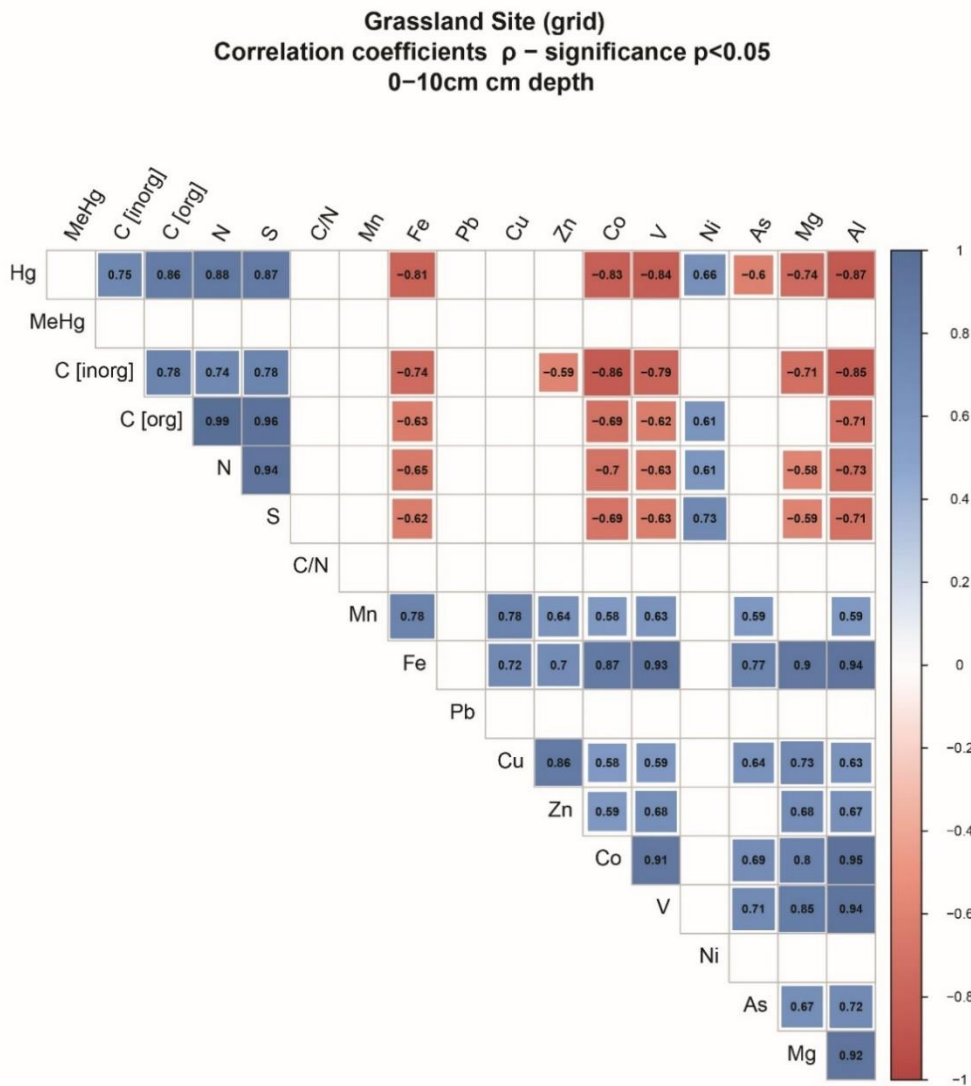 Grassland Site (grid)
Correlation coefficients ρ − significance p<0.05
0−10cm cm depth
MeHg C [inorg] C [org] N S C/N Mn Fe Pb Cu Zn Co V Ni As Mg Al
Hg 0.75 0.86 0.88 0.87 −0.81 −0.83 −0.84 0.66 −0.6 −0.74 −0.87
MeHg
C [inorg] 0.78 0.74 0.78 −0.74 −0.59 −0.86 −0.79 −0.71 −0.85
C [org] 0.99 0.96 −0.63 −0.69 −0.62 0.61 −0.71
N 0.94 −0.65 −0.7 −0.63 0.61 −0.58 −0.73
S −0.62 −0.69 −0.63 0.73 −0.59 −0.71
C/N
Mn 0.78 0.78 0.64 0.58 0.63 0.59 0.59
Fe 0.72 0.7 0.87 0.93 0.77 0.9 0.94
Pb
Cu 0.86 0.58 0.59 0.64 0.73 0.63
Zn 0.59 0.68 0.68 0.67
Co 0.91 0.69 0.8 0.95
V 0.71 0.85 0.94
Ni
As 0.67 0.72
Mg 0.92
1
0.8
0.6
0.4
0.2
0
−0.2
−0.4
−0.6
−0.8
−1